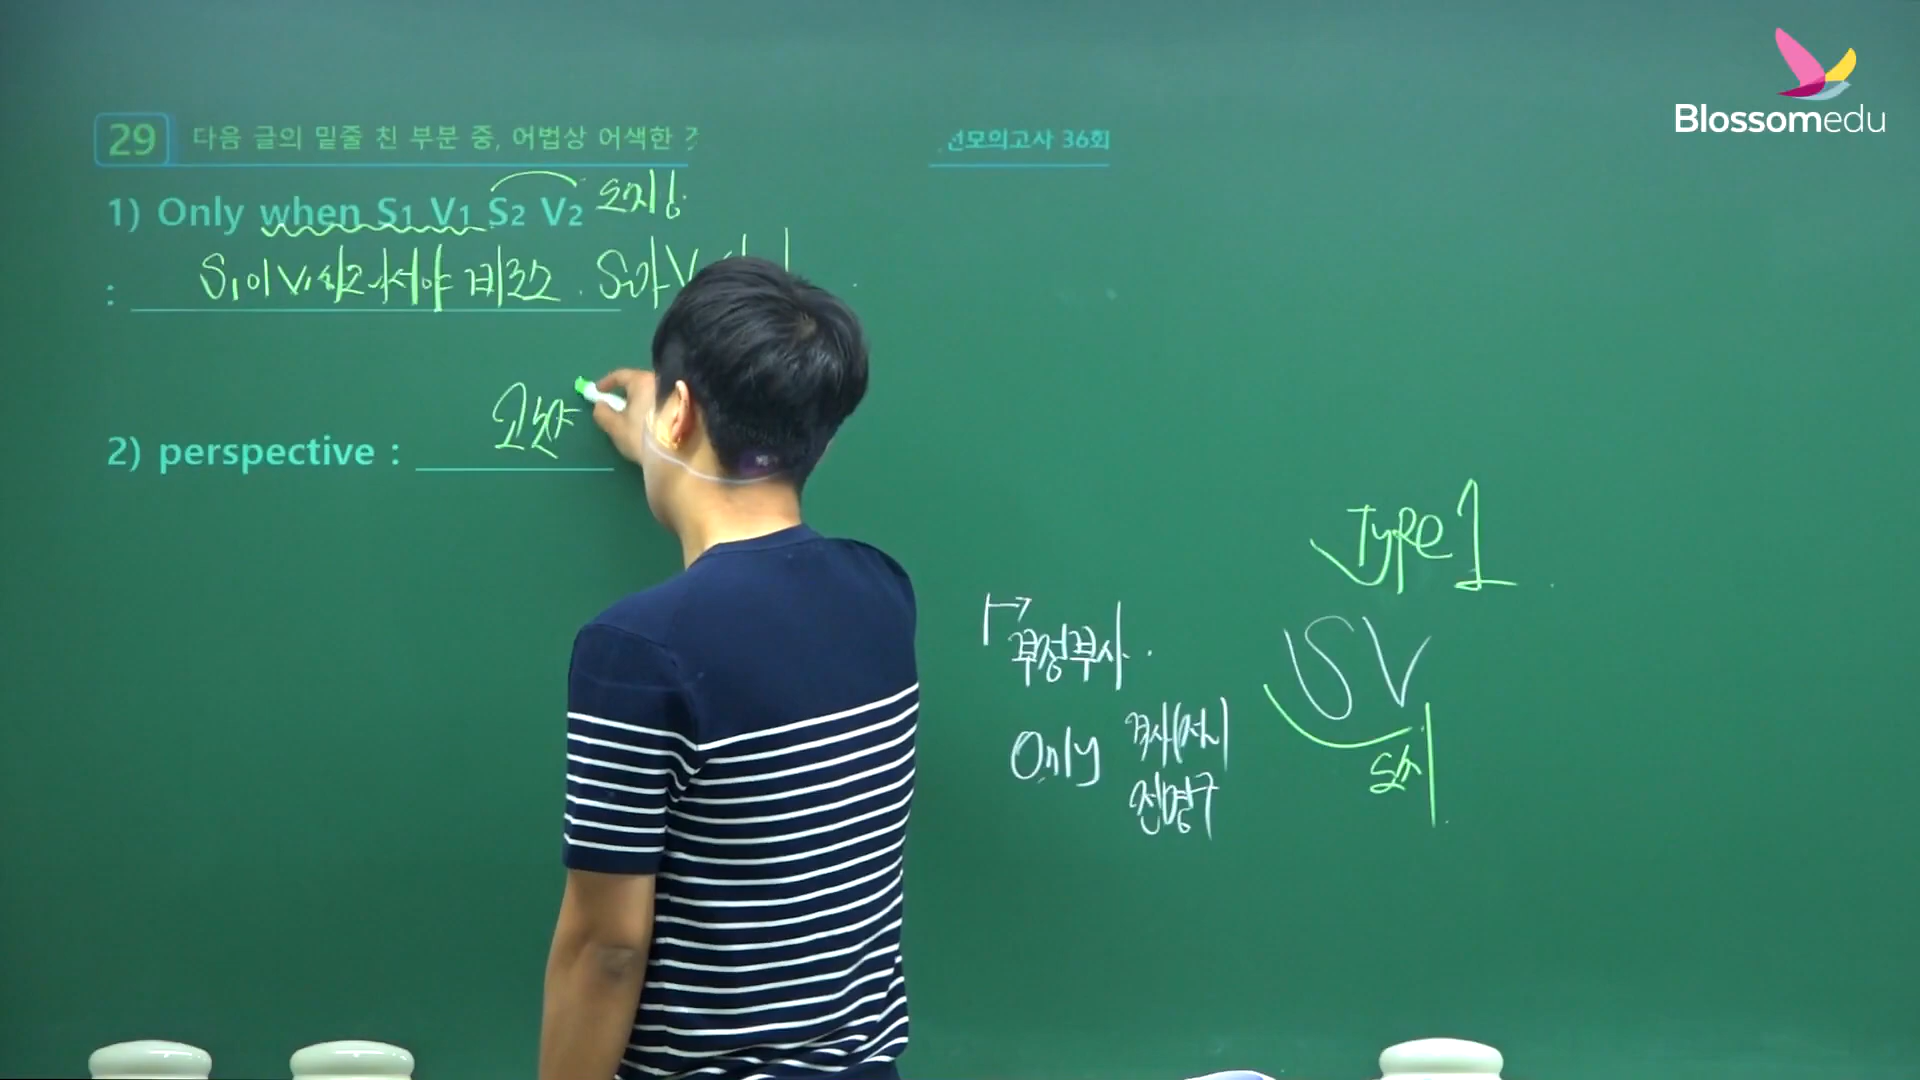 Blossomedu
29 다음 글의 밑줄 친 부분 중, 어법상 어색한
전모의고사 36회
1) Only when S1 V1 S2 V2 도치
: S1이 V1하고 나서야 비로소 S2가 V
2) perspective : 관점
Type 1
부정부사
SV
Only 부사(절)
전명구
도치